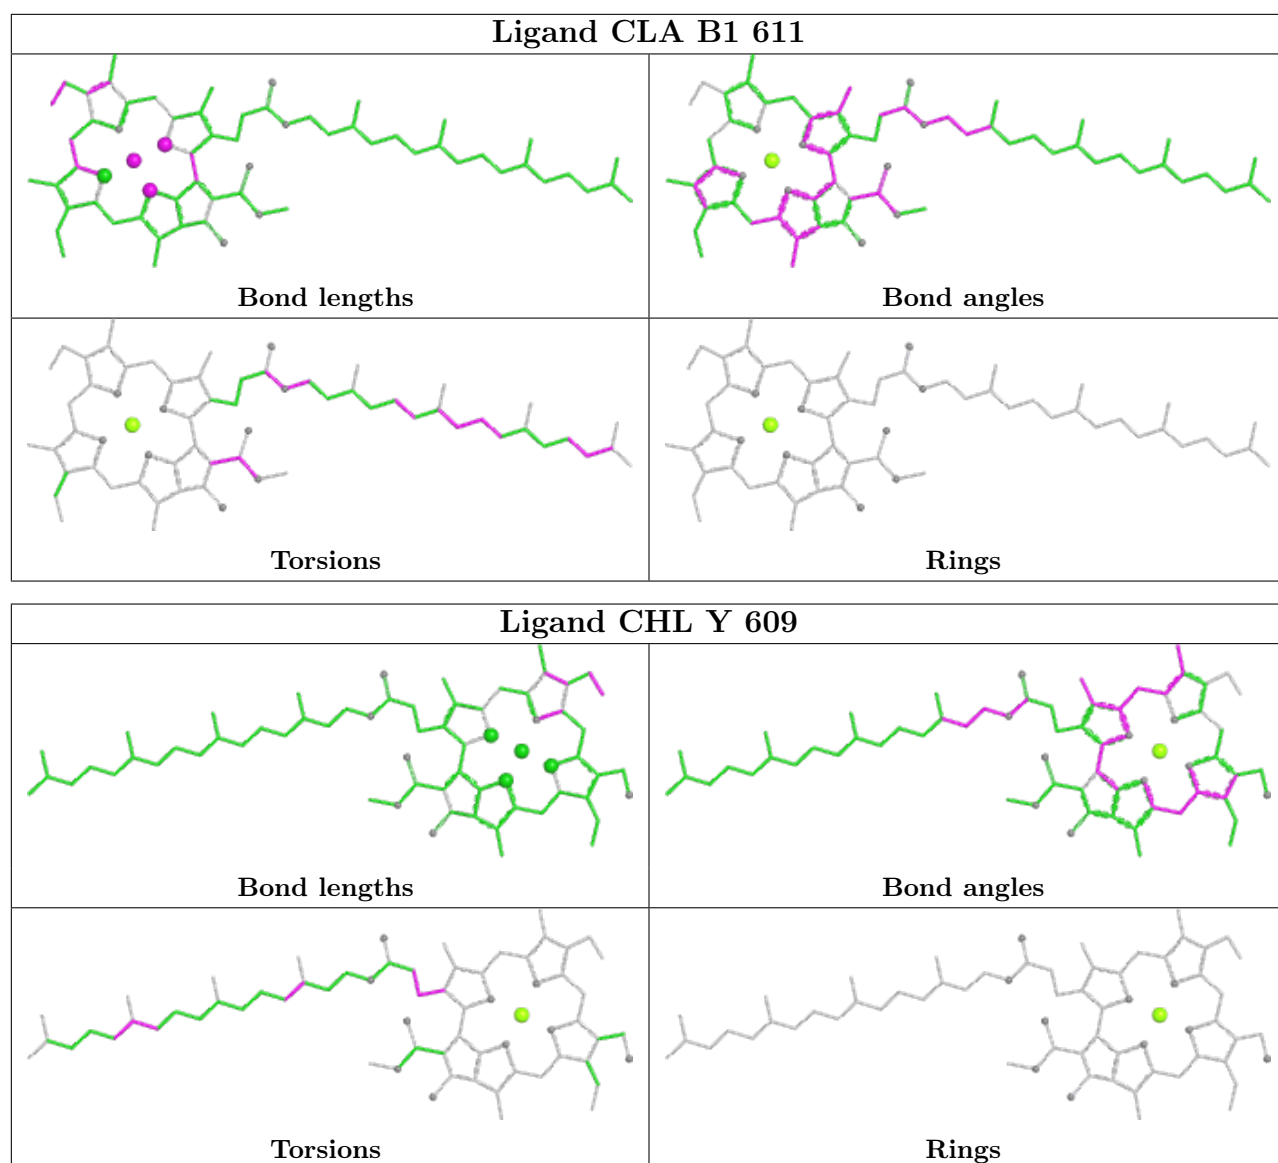 Ligand CLA B1 611
Bond lengths
Bond angles
Torsions
Rings
Ligand CHL Y 609
Bond lengths
Bond angles
Torsions
Rings